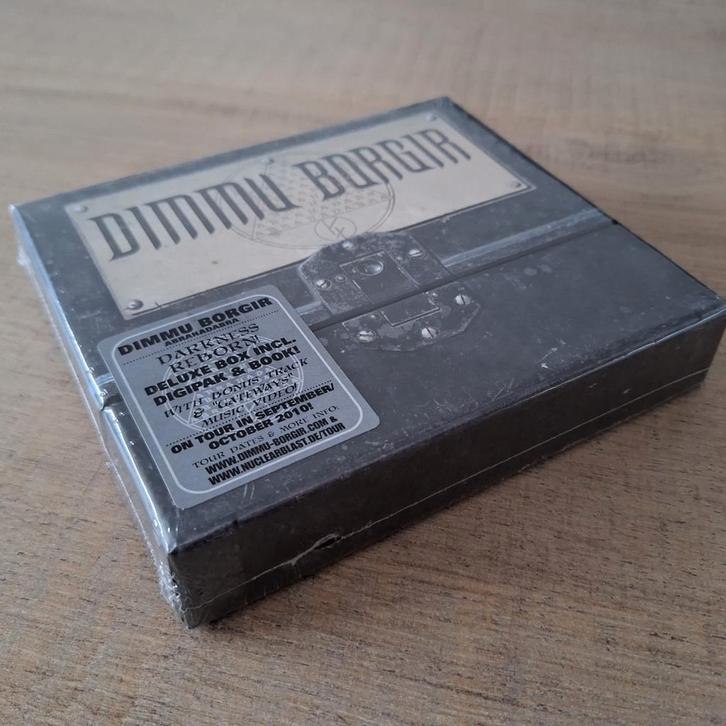 DIMMU BORGIR
DIMMU BORGIR
ABRAHADABRA
DARKNESS
REBORN!
DELUXE BOX INCL.
DIGIPAK & BOOK!
WITH BONUS TRACK
& "GATEWAYS"
MUSIC VIDEO!
ON TOUR IN SEPTEMBER/
OCTOBER 2010!
TOUR DATES & MORE INFO:
WWW.DIMMU-BORGIR.COM &
WWW.NUCLEARBLAST.DE/TOUR